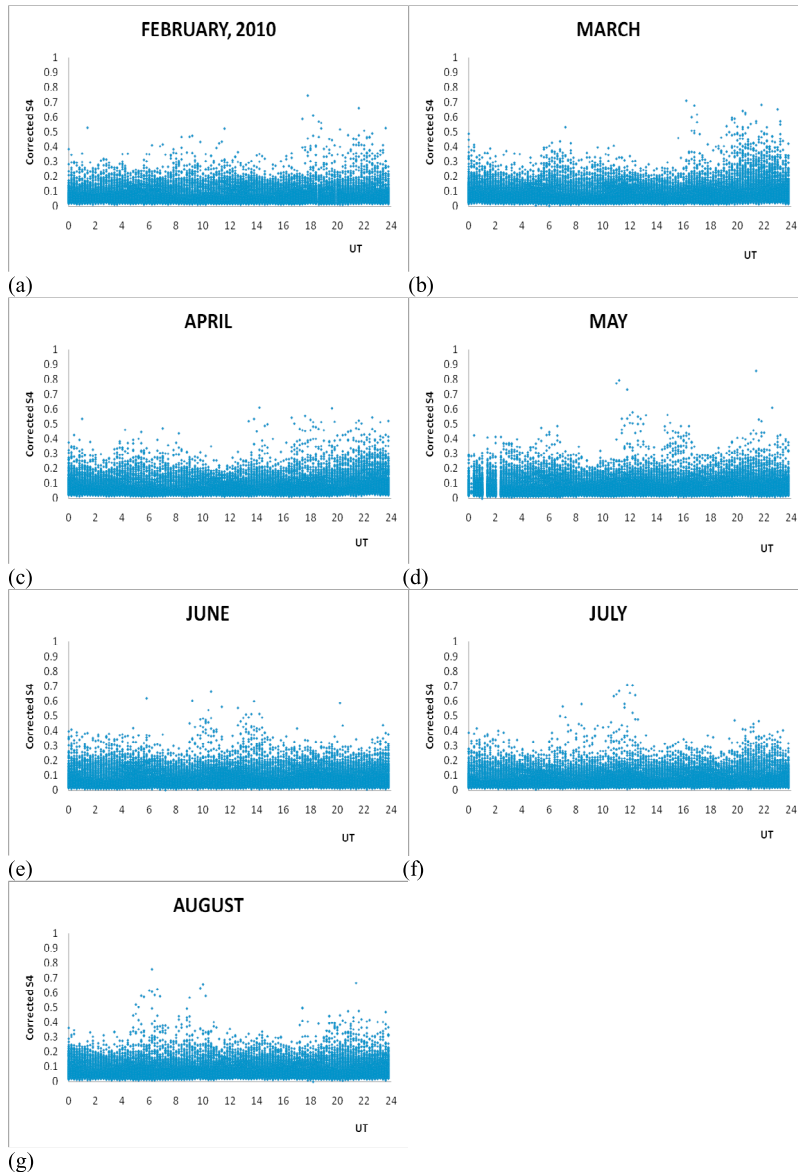 FEBRUARY, 2010
Corrected S4
1
0.9
0.8
0.7
0.6
0.5
0.4
0.3
0.2
0.1
0
0 2 4 6 8 10 12 14 16 18 20 22 24
UT
(a)
MARCH
Corrected S4
1
0.9
0.8
0.7
0.6
0.5
0.4
0.3
0.2
0.1
0
0 2 4 6 8 10 12 14 16 18 20 22 24
UT
(b)
APRIL
Corrected S4
1
0.9
0.8
0.7
0.6
0.5
0.4
0.3
0.2
0.1
0
0 2 4 6 8 10 12 14 16 18 20 22 24
UT
(c)
MAY
Corrected S4
1
0.9
0.8
0.7
0.6
0.5
0.4
0.3
0.2
0.1
0
0 2 4 6 8 10 12 14 16 18 20 22 24
UT
(d)
JUNE
Corrected S4
1
0.9
0.8
0.7
0.6
0.5
0.4
0.3
0.2
0.1
0
0 2 4 6 8 10 12 14 16 18 20 22 24
UT
(e)
JULY
Corrected S4
1
0.9
0.8
0.7
0.6
0.5
0.4
0.3
0.2
0.1
0
0 2 4 6 8 10 12 14 16 18 20 22 24
UT
(f)
AUGUST
Corrected S4
1
0.9
0.8
0.7
0.6
0.5
0.4
0.3
0.2
0.1
0
0 2 4 6 8 10 12 14 16 18 20 22 24
UT
(g)